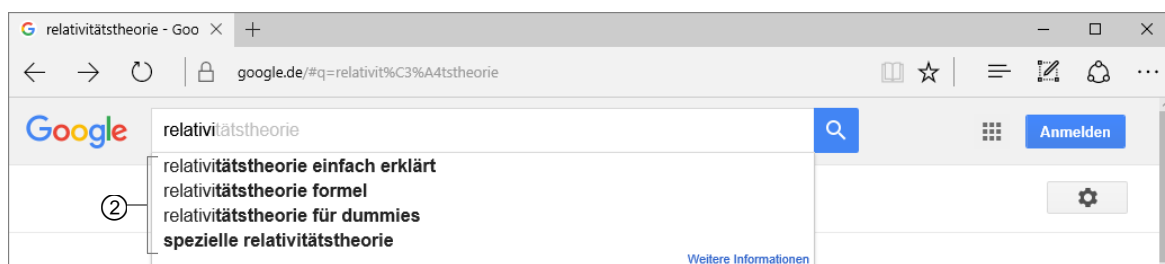 relativitätstheorie - Goo
google.de/#q=relativit%C3%A4tstheorie
Google relativitätstheorie Anmelden
relativitätstheorie einfach erklärt
relativitätstheorie formel
2 relativitätstheorie für dummies
spezielle relativitätstheorie
Weitere Informationen